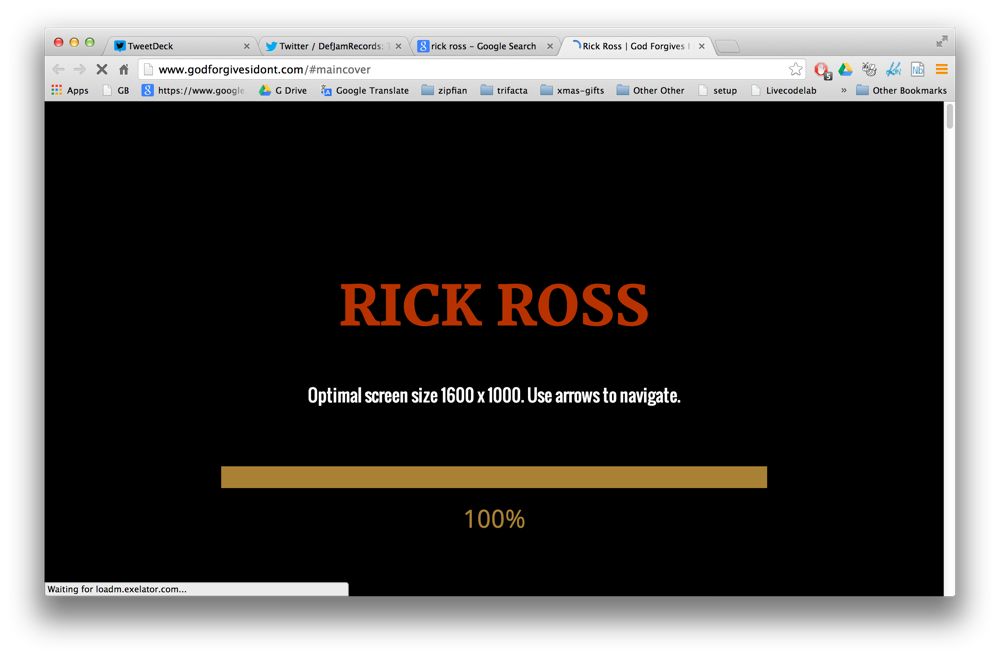 TweetDeck
Twitter / DefJamRecords:
rick ross - Google Search
Rick Ross | God Forgives
www.godforgivesidont.com/#maincover
5
Nb
Apps
GB
https://www.google
G Drive
Google Translate
zipfian
trifacta
xmas-gifts
Other Other
setup
Livecodelab
»
Other Bookmarks
RICK ROSS
Optimal screen size 1600 x 1000. Use arrows to navigate.
100%
Waiting for loadm.exelator.com...